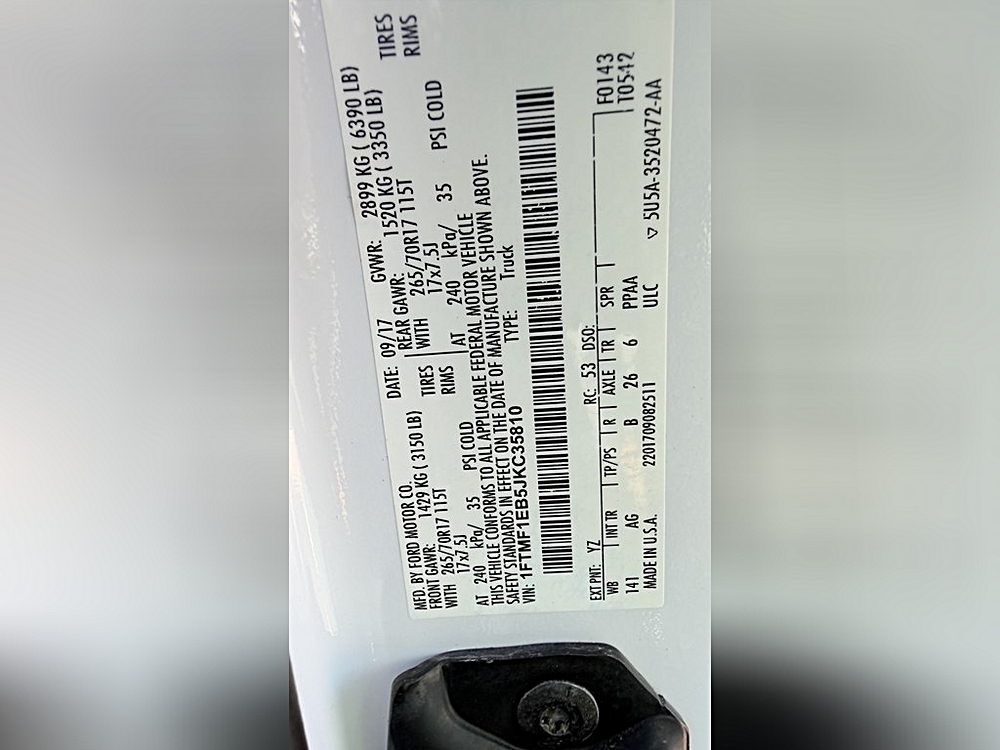 MFD. BY FORD MOTOR CO. DATE: 09/17 GVWR: 2899 KG ( 6390 LB)
FRONT GAWR: 1429 KG ( 3150 LB) REAR GAWR: 1520 KG ( 3350 LB)
WITH 265/70R17 115T TIRES WITH 265/70R17 115T TIRES
17x7.5J RIMS 17x7.5J RIMS
AT 240 kPa/ 35 PSI COLD AT 240 kPa/ 35 PSI COLD
THIS VEHICLE CONFORMS TO ALL APPLICABLE FEDERAL MOTOR VEHICLE
SAFETY STANDARDS IN EFFECT ON THE DATE OF MANUFACTURE SHOWN ABOVE.
VIN: 1FTMF1EB5JKC35810 TYPE: Truck
EXT PNT: YZ RC: 53 DSO: F0143
WB INT TR TP/PS R AXLE TR SPR T0542
141 AG B 26 6 PPAA
MADE IN U.S.A. 220170908251​1 ULC 5U5A-3520472-AA